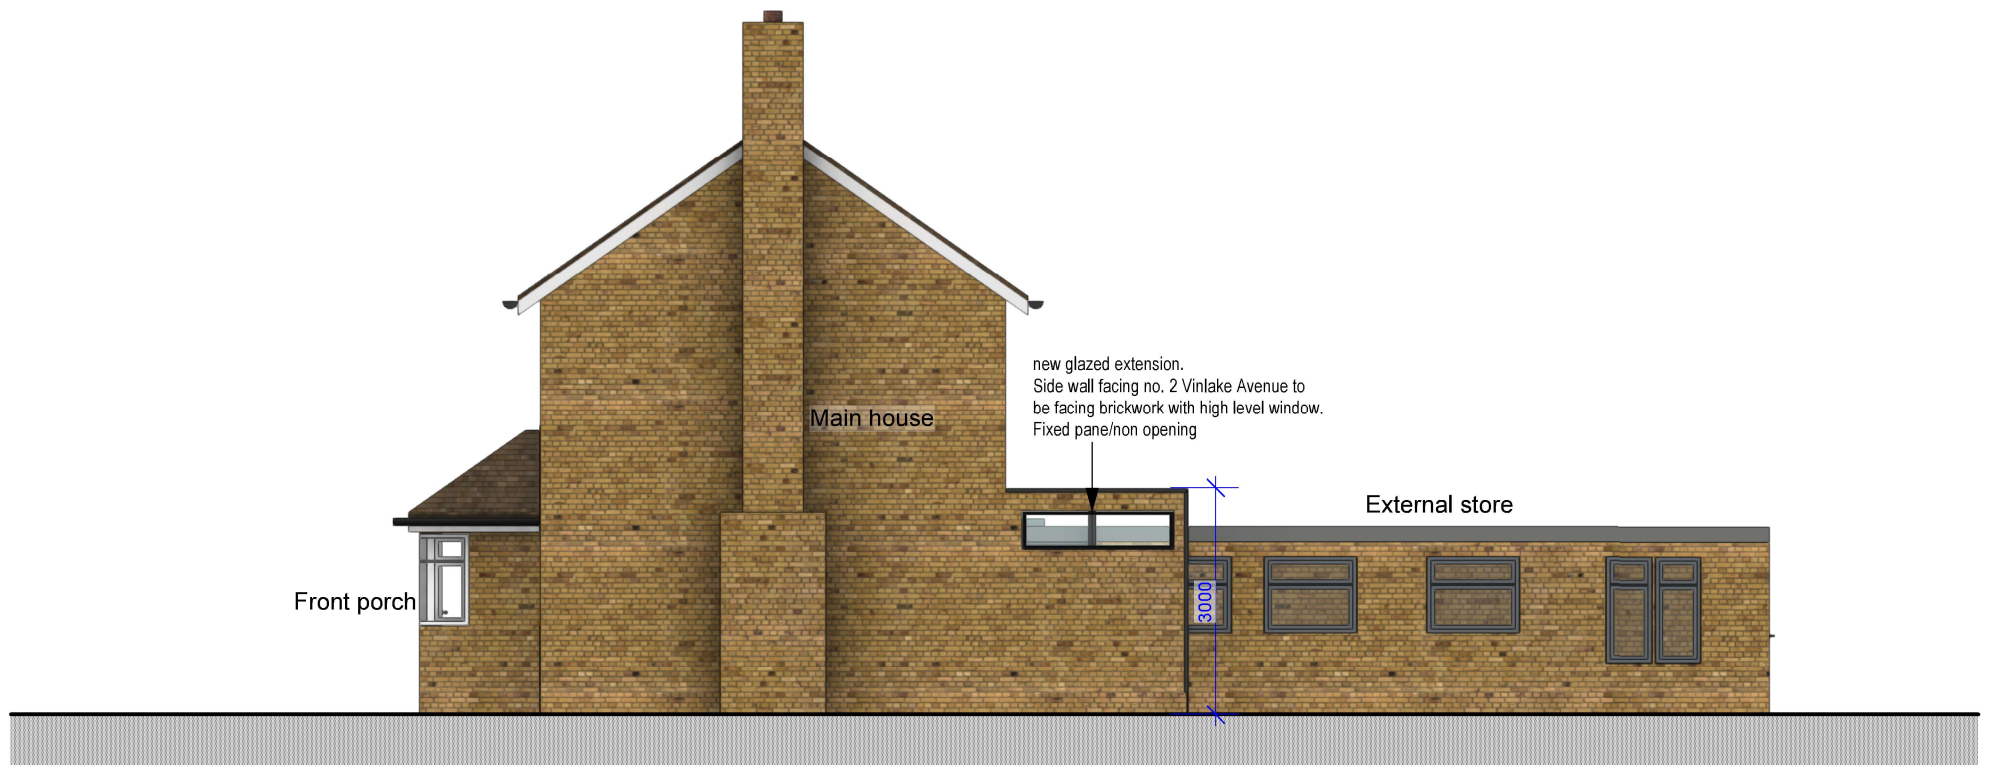 new glazed extension.
Side wall facing no. 2 Vinlake Avenue to
be facing brickwork with high level window.
Fixed pane/non opening
Main house
External store
Front porch
3000